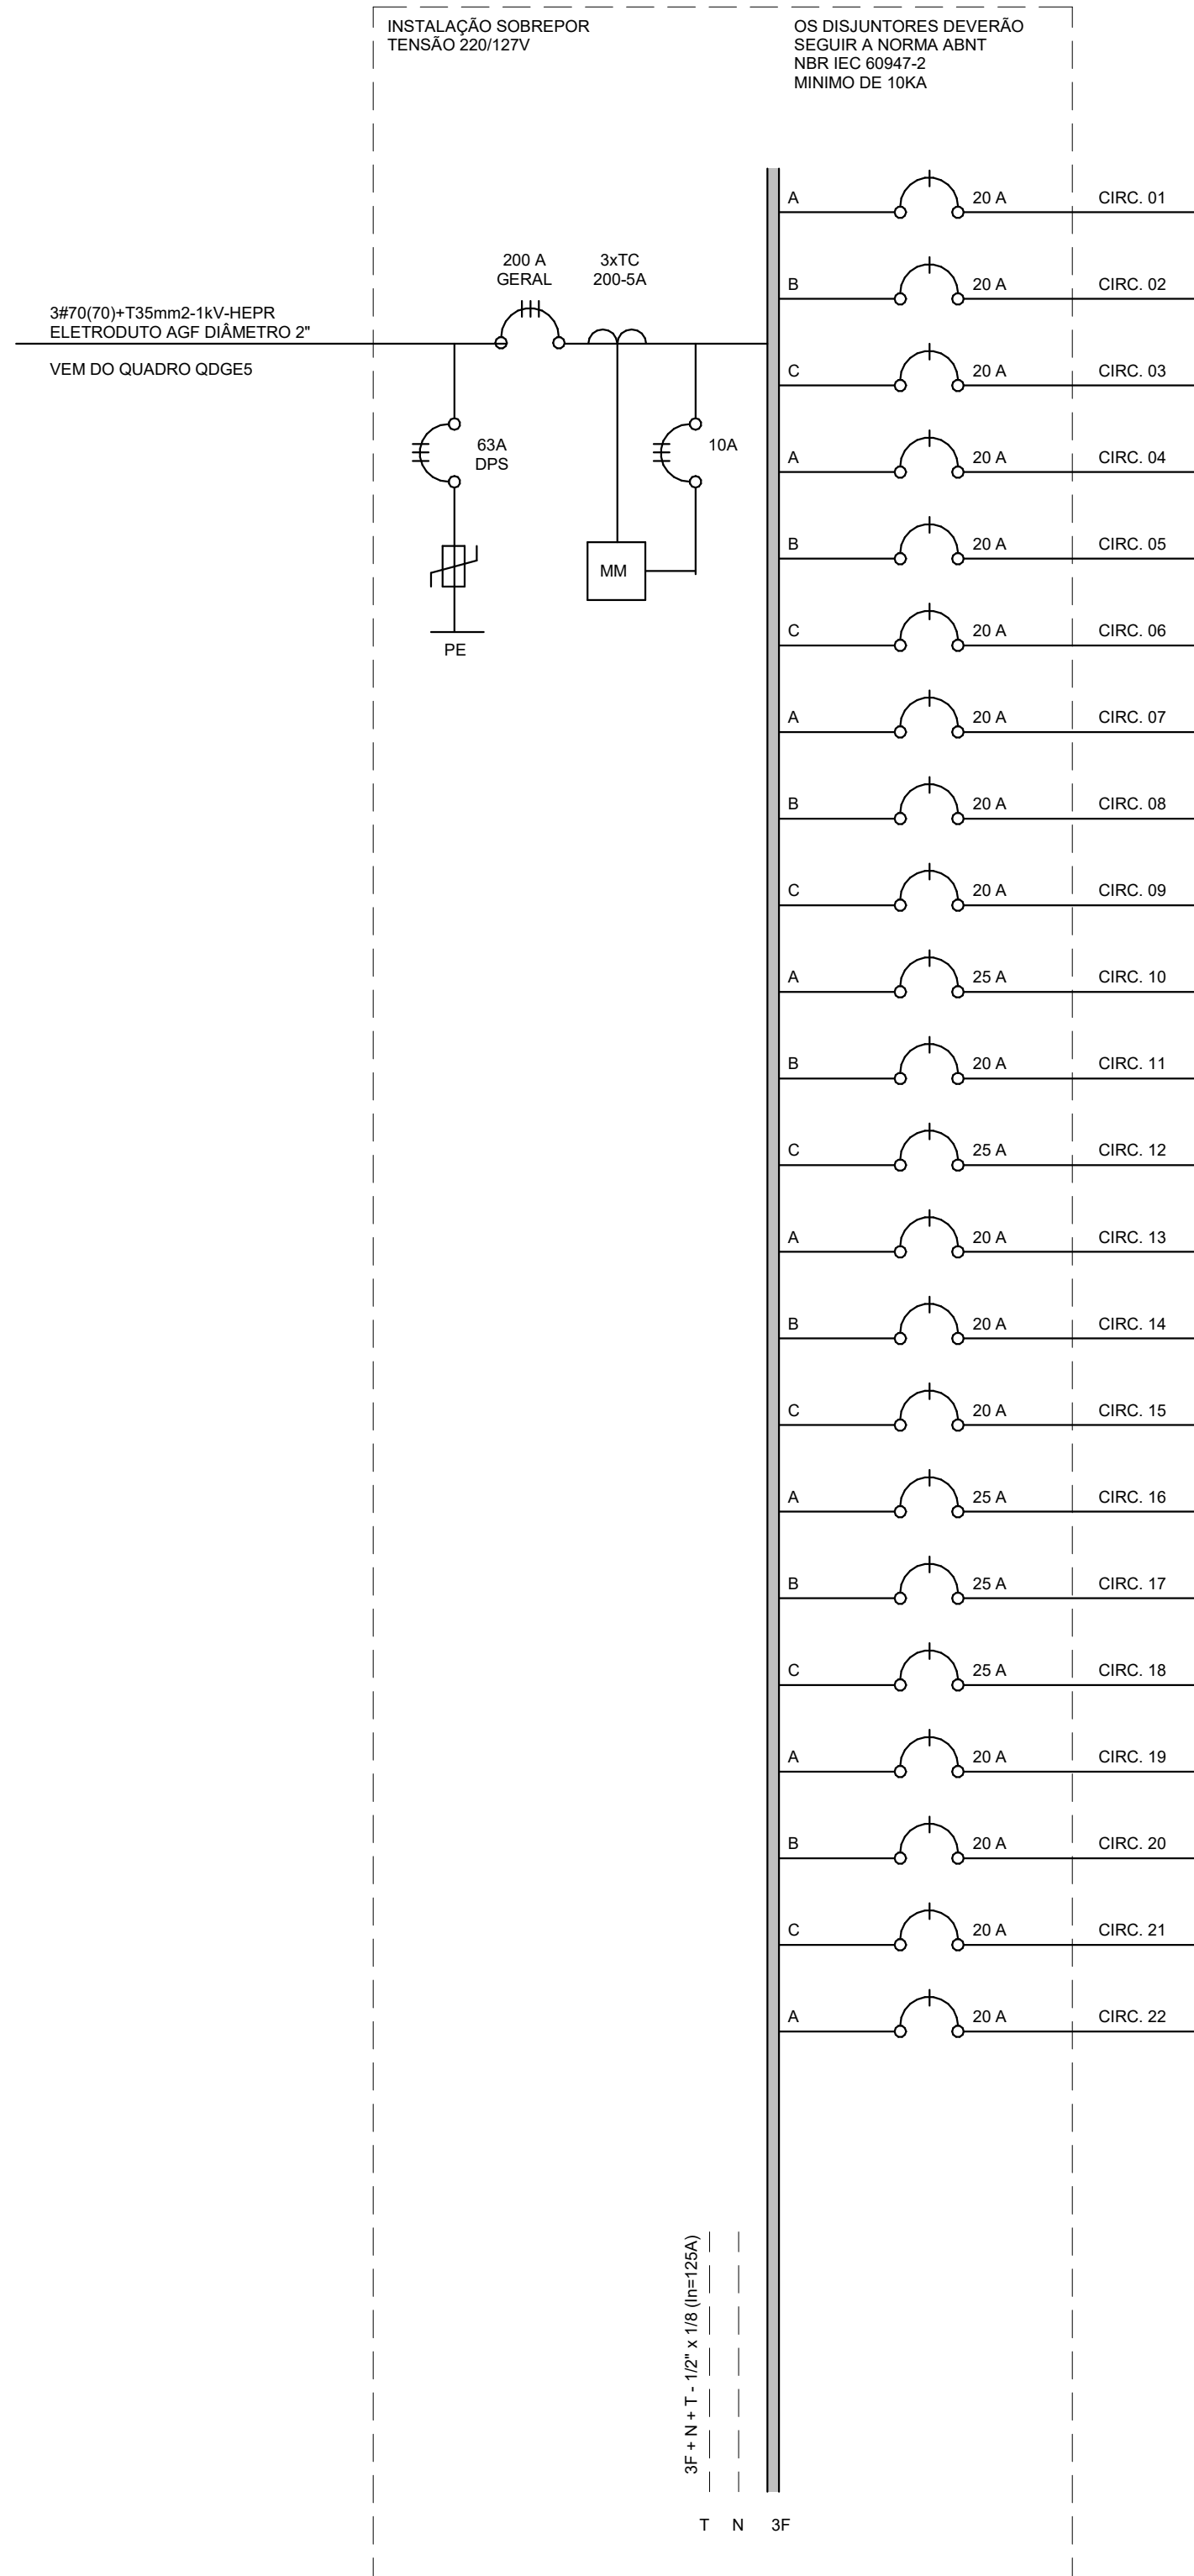 INSTALAÇÃO SOBREPOR
TENSÃO 220/127V
OS DISJUNTORES DEVERÃO
SEGUIR A NORMA ABNT
NBR IEC 60947-2
MINIMO DE 10KA
3#70(70)+T35mm2-1kV-HEPR
ELETRODUTO AGF DIÂMETRO 2"
VEM DO QUADRO QDGE5
200 A
GERAL
3xTC
200-5A
63A
DPS
10A
MM
PE
A 20 A CIRC. 01
B 20 A CIRC. 02
C 20 A CIRC. 03
A 20 A CIRC. 04
B 20 A CIRC. 05
C 20 A CIRC. 06
A 20 A CIRC. 07
B 20 A CIRC. 08
C 20 A CIRC. 09
A 25 A CIRC. 10
B 20 A CIRC. 11
C 25 A CIRC. 12
A 20 A CIRC. 13
B 20 A CIRC. 14
C 20 A CIRC. 15
A 25 A CIRC. 16
B 25 A CIRC. 17
C 25 A CIRC. 18
A 20 A CIRC. 19
B 20 A CIRC. 20
C 20 A CIRC. 21
A 20 A CIRC. 22
3F + N + T - 1/2" x 1/8 (In=125A)
T N 3F